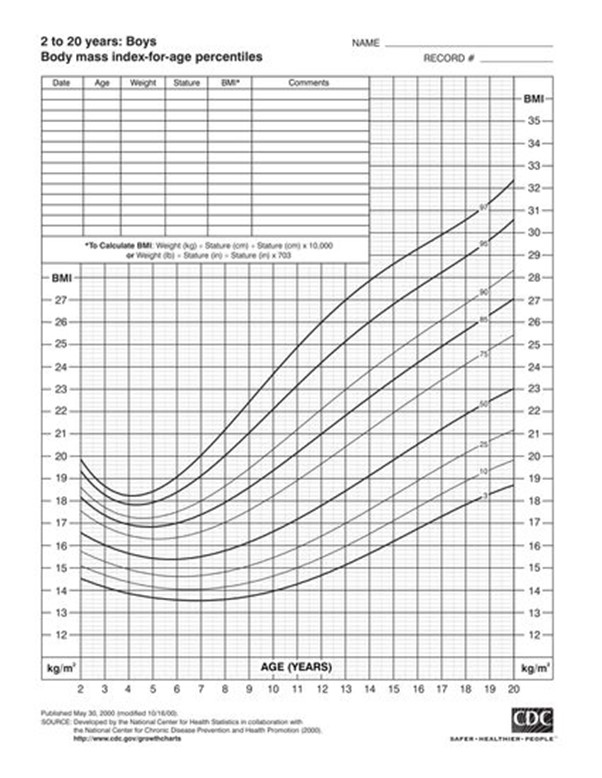 2 to 20 years: Boys
Body mass index-for-age percentiles
NAME
RECORD #
Date Age Weight Stature BMI* Comments
*To Calculate BMI: Weight (kg) ÷ Stature (cm) ÷ Stature (cm) x 10,000
or Weight (lb) ÷ Stature (in) ÷ Stature (in) x 703
BMI
27
26
25
24
23
22
21
20
19
18
17
16
15
14
13
12
kg/m²
BMI
35
34
33
32
31
30
29
28
27
26
25
24
23
22
21
20
19
18
17
16
15
14
13
12
kg/m²
97
95
90
85
75
50
25
10
3
AGE (YEARS)
2 3 4 5 6 7 8 9 10 11 12 13 14 15 16 17 18 19 20
Published May 30, 2000 (modified 10/16/00).
SOURCE: Developed by the National Center for Health Statistics in collaboration with
the National Center for Chronic Disease Prevention and Health Promotion (2000).
http://www.cdc.gov/growthcharts
CDC
SAFER • HEALTHIER • PEOPLE™